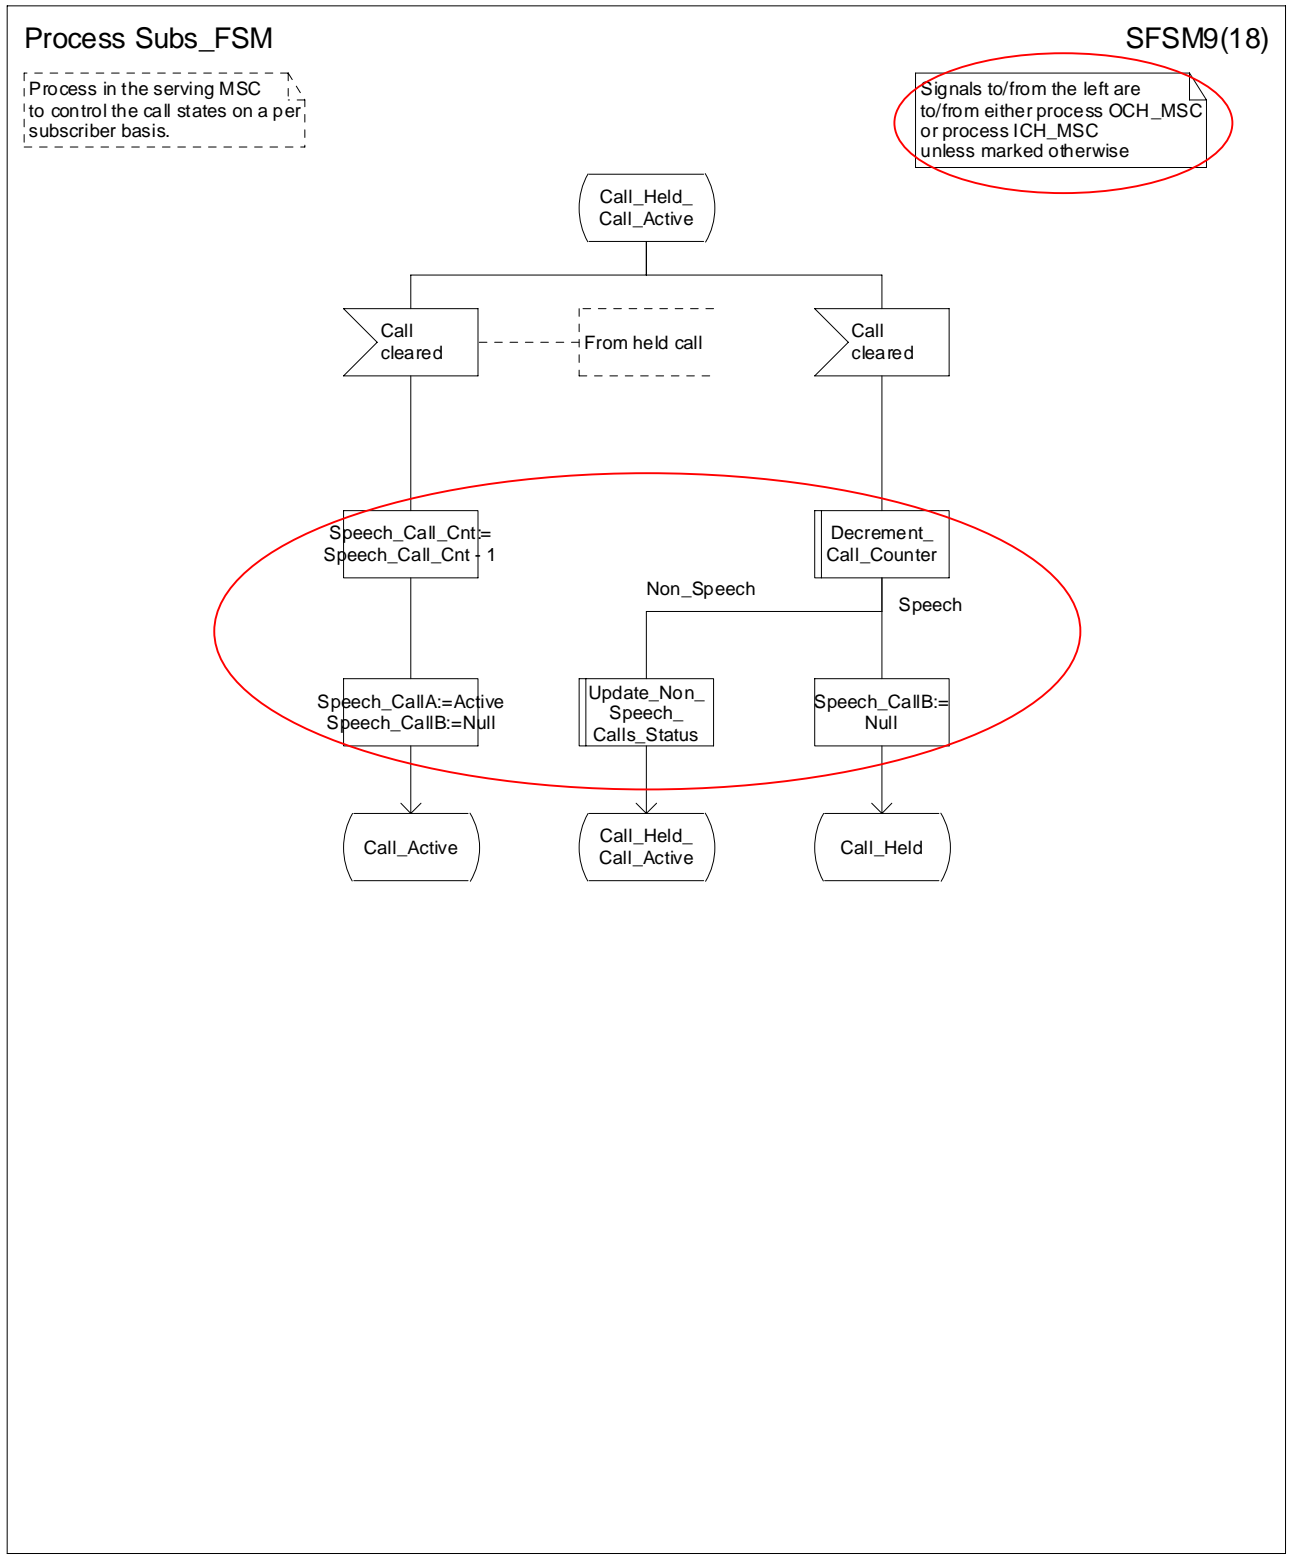 Process Subs_FSM
SFSM9(18)
Process in the serving MSC
to control the call states on a per
subscriber basis.
Signals to/from the left are
to/from either process OCH_MSC
or process ICH_MSC
unless marked otherwise
Call_Held_
Call_Active
Call
cleared
From held call
Call
cleared
Speech_Call_Cnt:=
Speech_Call_Cnt - 1
Decrement_
Call_Counter
Non_Speech
Speech
Speech_CallA:=Active
Speech_CallB:=Null
Update_Non_
Speech_
Calls_Status
Speech_CallB:=
Null
Call_Active
Call_Held_
Call_Active
Call_Held